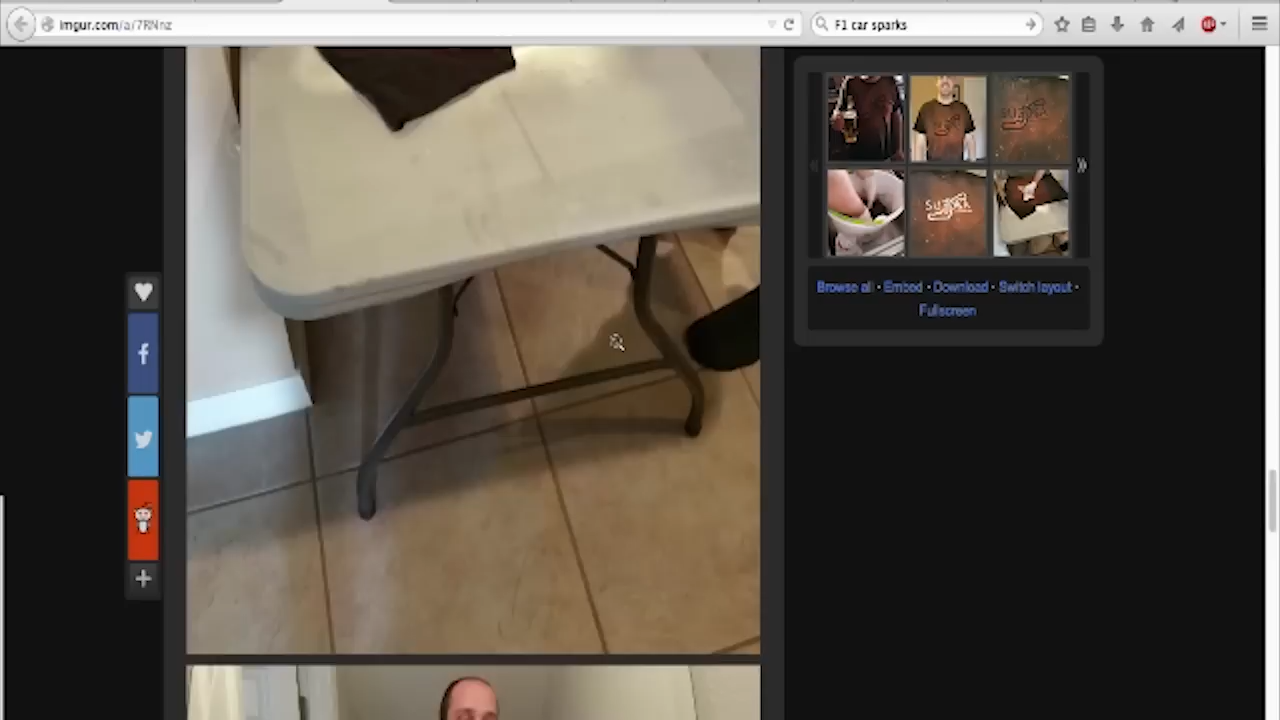 imgur.com/a/7RNnz
F1 car sparks
Browse all • Embed • Download • Switch layout •
Fullscreen